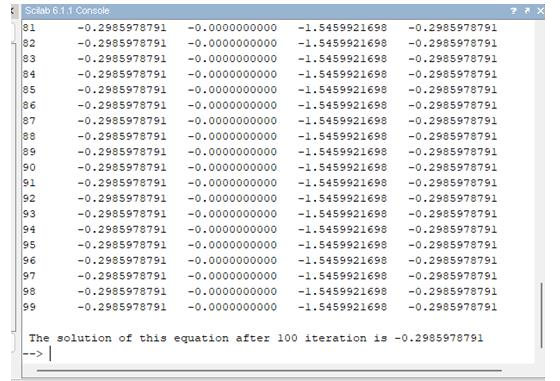 Scilab 6.1.1 Console ? ↗ X
81 -0.2985978791 -0.0000000000 -1.5459921698 -0.2985978791
82 -0.2985978791 -0.0000000000 -1.5459921698 -0.2985978791
83 -0.2985978791 -0.0000000000 -1.5459921698 -0.2985978791
84 -0.2985978791 -0.0000000000 -1.5459921698 -0.2985978791
85 -0.2985978791 -0.0000000000 -1.5459921698 -0.2985978791
86 -0.2985978791 -0.0000000000 -1.5459921698 -0.2985978791
87 -0.2985978791 -0.0000000000 -1.5459921698 -0.2985978791
88 -0.2985978791 -0.0000000000 -1.5459921698 -0.2985978791
89 -0.2985978791 -0.0000000000 -1.5459921698 -0.2985978791
90 -0.2985978791 -0.0000000000 -1.5459921698 -0.2985978791
91 -0.2985978791 -0.0000000000 -1.5459921698 -0.2985978791
92 -0.2985978791 -0.0000000000 -1.5459921698 -0.2985978791
93 -0.2985978791 -0.0000000000 -1.5459921698 -0.2985978791
94 -0.2985978791 -0.0000000000 -1.5459921698 -0.2985978791
95 -0.2985978791 -0.0000000000 -1.5459921698 -0.2985978791
96 -0.2985978791 -0.0000000000 -1.5459921698 -0.2985978791
97 -0.2985978791 -0.0000000000 -1.5459921698 -0.2985978791
98 -0.2985978791 -0.0000000000 -1.5459921698 -0.2985978791
99 -0.2985978791 -0.0000000000 -1.5459921698 -0.2985978791
The solution of this equation after 100 iteration is -0.2985978791
-->